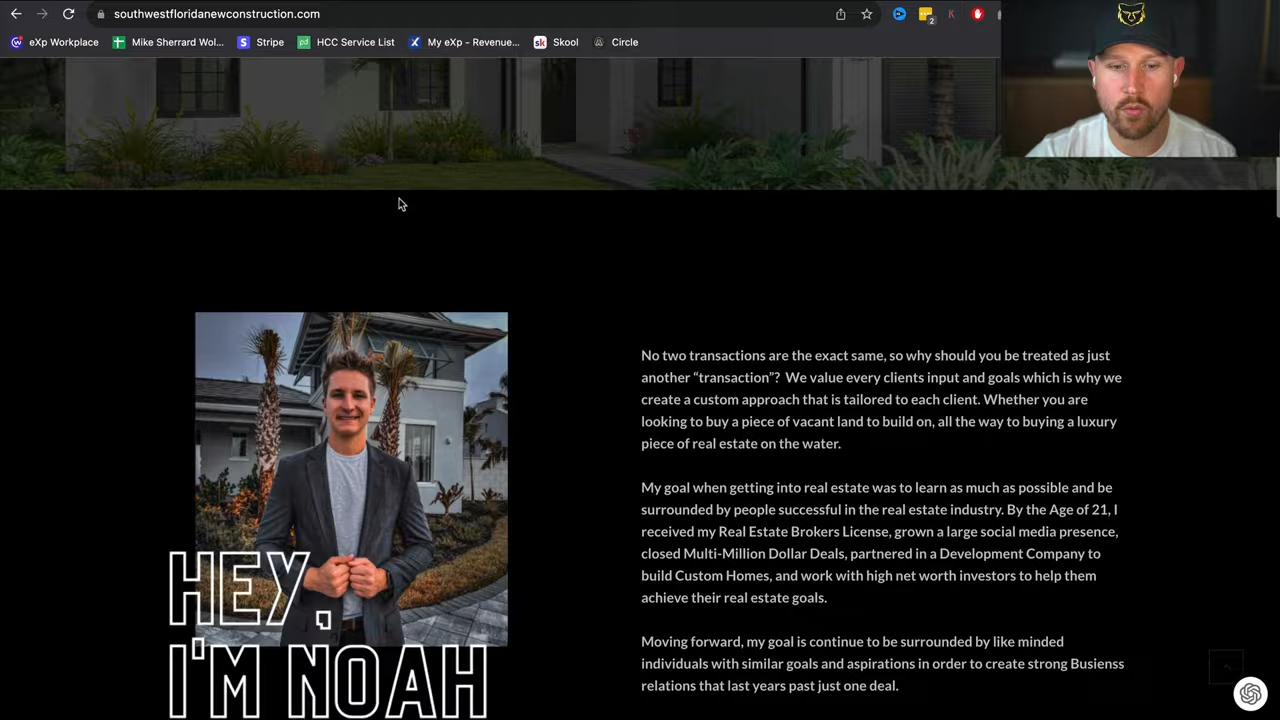 southwestfloridanewconstruction.com
2
K
eXp Workplace
Mike Sherrard Wol...
S
Stripe
pd
HCC Service List
X
My eXp - Revenue...
sk
Skool
Circle
No two transactions are the exact same, so why should you be treated as just
another “transaction”?  We value every clients input and goals which is why we
create a custom approach that is tailored to each client. Whether you are
looking to buy a piece of vacant land to build on, all the way to buying a luxury
piece of real estate on the water.
My goal when getting into real estate was to learn as much as possible and be
surrounded by people successful in the real estate industry. By the Age of 21, I
received my Real Estate Brokers License, grown a large social media presence,
closed Multi-Million Dollar Deals, partnered in a Development Company to
build Custom Homes, and work with high net worth investors to help them
achieve their real estate goals.
Moving forward, my goal is continue to be surrounded by like minded
individuals with similar goals and aspirations in order to create strong Busienss
relations that last years past just one deal.
HEY,
I'M NOAH